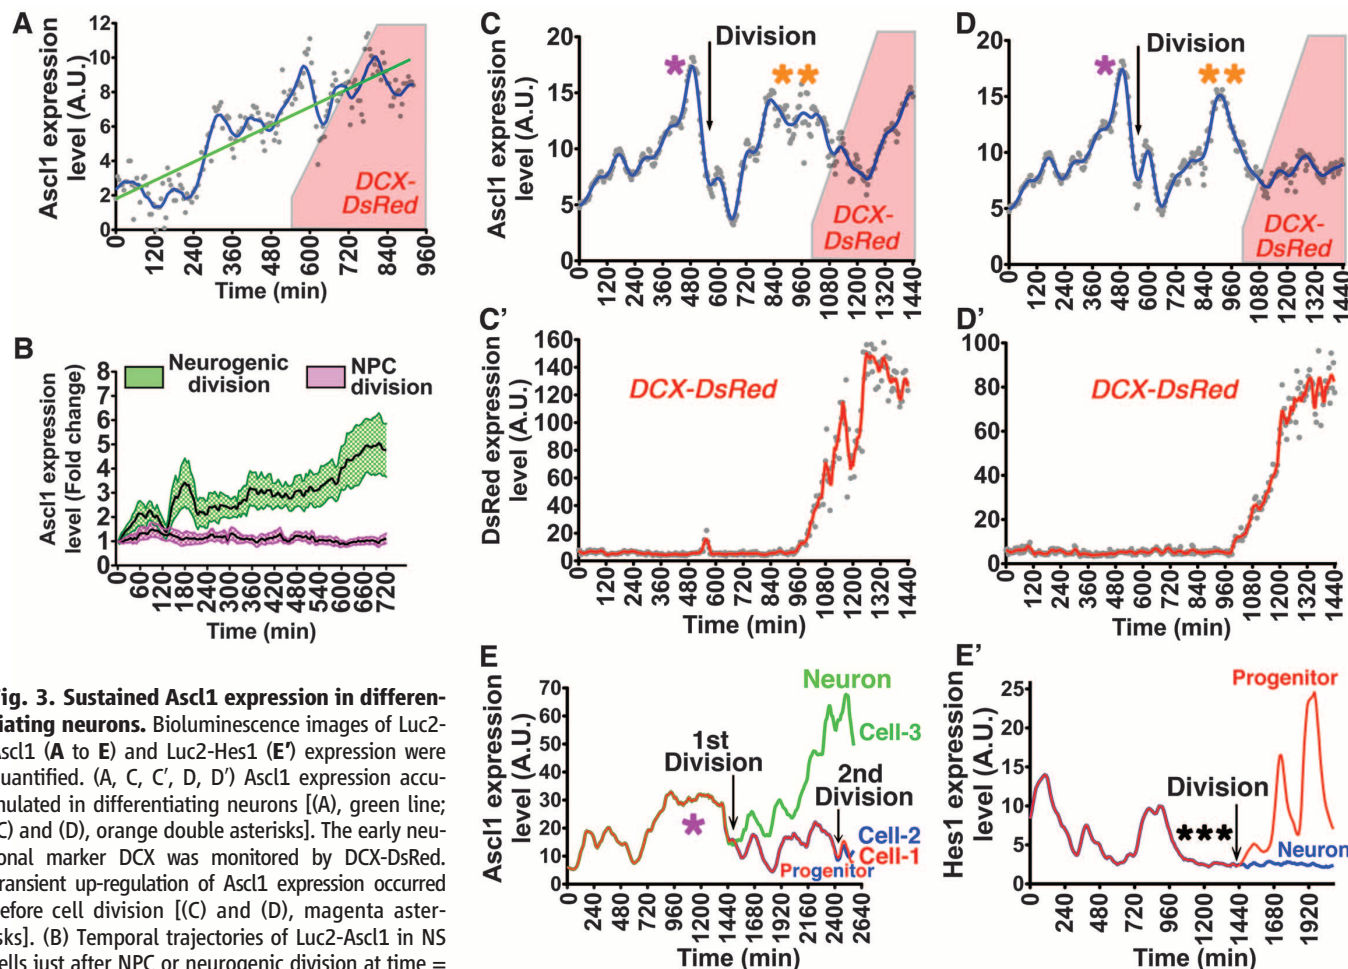 A
Ascl1 expression
level (A.U.)
12
10
8
6
4
2
0
DCX-
DsRed
0 120 240 360 480 600 720 840 960
Time (min)
B
Ascl1 expression
level (Fold change)
8
7
6
5
4
3
2
1
0
Neurogenic
division
NPC
division
0 60 120 180 240 300 360 420 480 540 600 660 720
Time (min)
C
Ascl1 expression
level (A.U.)
20
15
10
5
0
*
Division
**
DCX-
DsRed
0 120 240 360 480 600 720 840 960 1080 1200 1320 1440
D
20
15
10
5
0
*
Division
**
DCX-
DsRed
0 120 240 360 480 600 720 840 960 1080 1200 1320 1440
C'
DsRed expression
level (A.U.)
160
140
120
100
80
60
40
20
0
DCX-DsRed
0 120 240 360 480 600 720 840 960 1080 1200 1320 1440
Time (min)
D'
100
80
60
40
20
0
DCX-DsRed
0 120 240 360 480 600 720 840 960 1080 1200 1320 1440
Time (min)
E
Ascl1 expression
level (A.U.)
70
60
50
40
30
20
10
0
Neuron
Cell-3
1st
Division
*
2nd
Division
Cell-2
Cell-1
Progenitor
0 240 480 720 960 1200 1440 1680 1920 2160 2400 2640
Time (min)
E'
Hes1 expression
level (A.U.)
25
20
15
10
5
0
Progenitor
Division
***
Neuron
0 240 480 720 960 1200 1440 1680 1920
Time (min)
ig. 3. Sustained Ascl1 expression in differen-
iating neurons. Bioluminescence images of Luc2-
Ascl1 (A to E) and Luc2-Hes1 (E′) expression were
uantified. (A, C, C′, D, D′) Ascl1 expression accu-
nulated in differentiating neurons [(A), green line;
C) and (D), orange double asterisks]. The early neu-
onal marker DCX was monitored by DCX-DsRed.
ransient up-regulation of Ascl1 expression occurred
efore cell division [(C) and (D), magenta aster-
sks]. (B) Temporal trajectories of Luc2-Ascl1 in NS
ells just after NPC or neurogenic division at time =